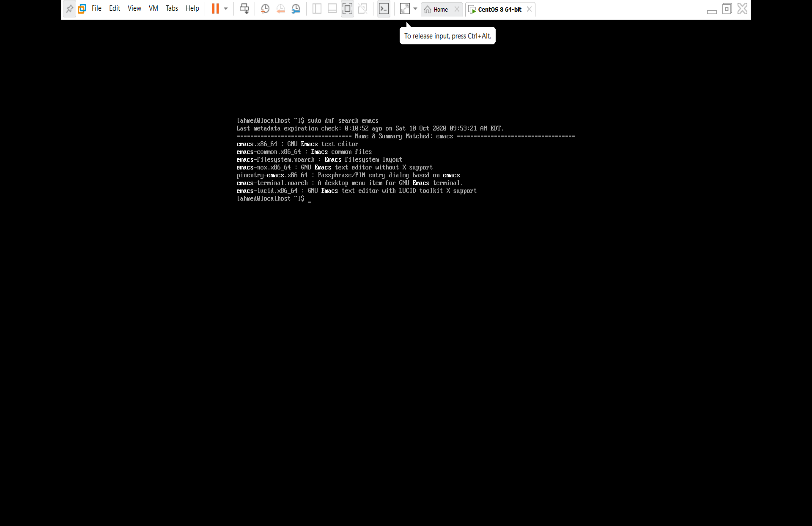 File Edit View VM Tabs Help
Home
CentOS 8 64-bit
To release input, press Ctrl+Alt.
[ahmed@localhost ~]$ sudo dnf search emacs
Last metadata expiration check: 0:10:52 ago on Sat 10 Oct 2020 09:53:21 AM EDT.
================================== Name & Summary Matched: emacs ===================================
emacs.x86_64 : GNU Emacs text editor
emacs-common.x86_64 : Emacs common files
emacs-filesystem.noarch : Emacs filesystem layout
emacs-nox.x86_64 : GNU Emacs text editor without X support
pinentry-emacs.x86_64 : Passphrase/PIN entry dialog based on emacs
emacs-terminal.noarch : A desktop menu item for GNU Emacs terminal.
emacs-lucid.x86_64 : GNU Emacs text editor with LUCID toolkit X support
[ahmed@localhost ~]$ _